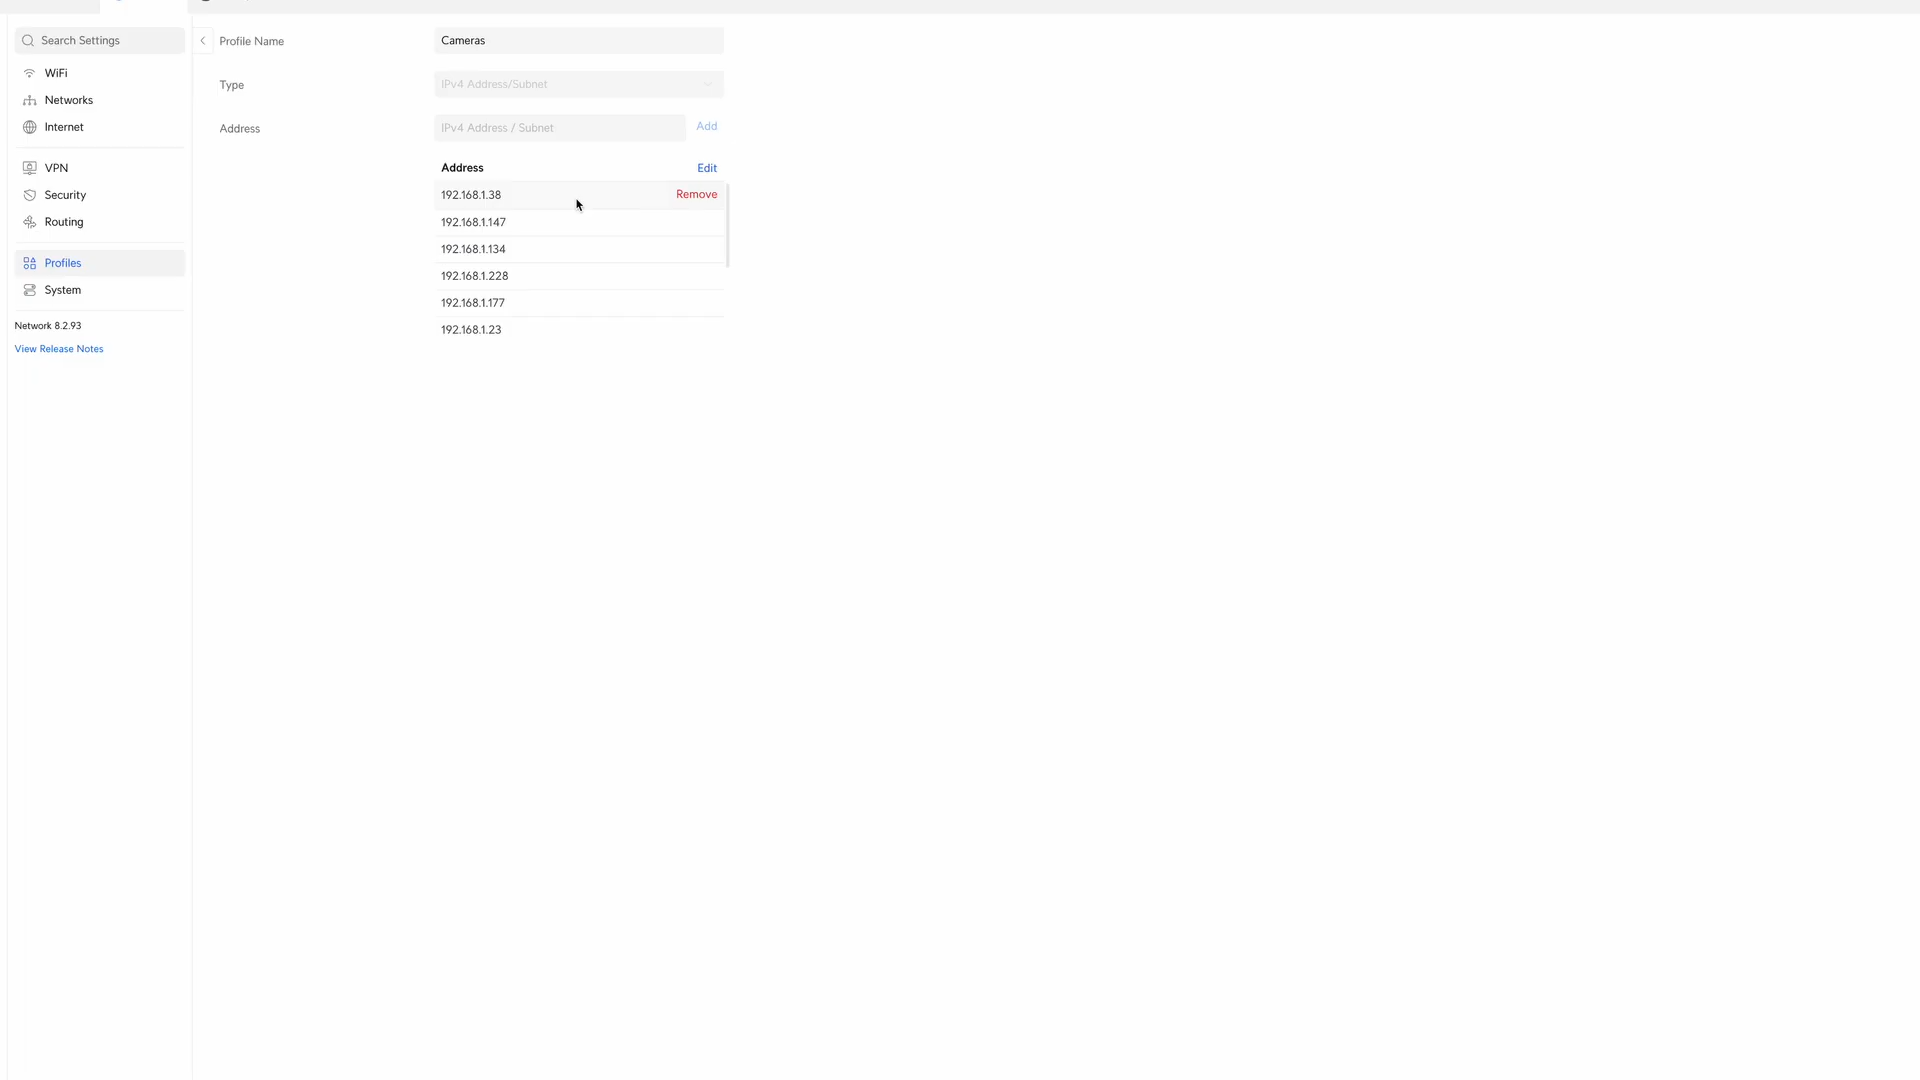 Search Settings
WiFi
Networks
Internet
VPN
Security
Routing
Profiles
System
Network 8.2.93
View Release Notes
Profile Name
Cameras
Type
IPv4 Address/Subnet
Address
IPv4 Address / Subnet
Add
Address
Edit
192.168.1.38
Remove
192.168.1.147
192.168.1.134
192.168.1.228
192.168.1.177
192.168.1.23